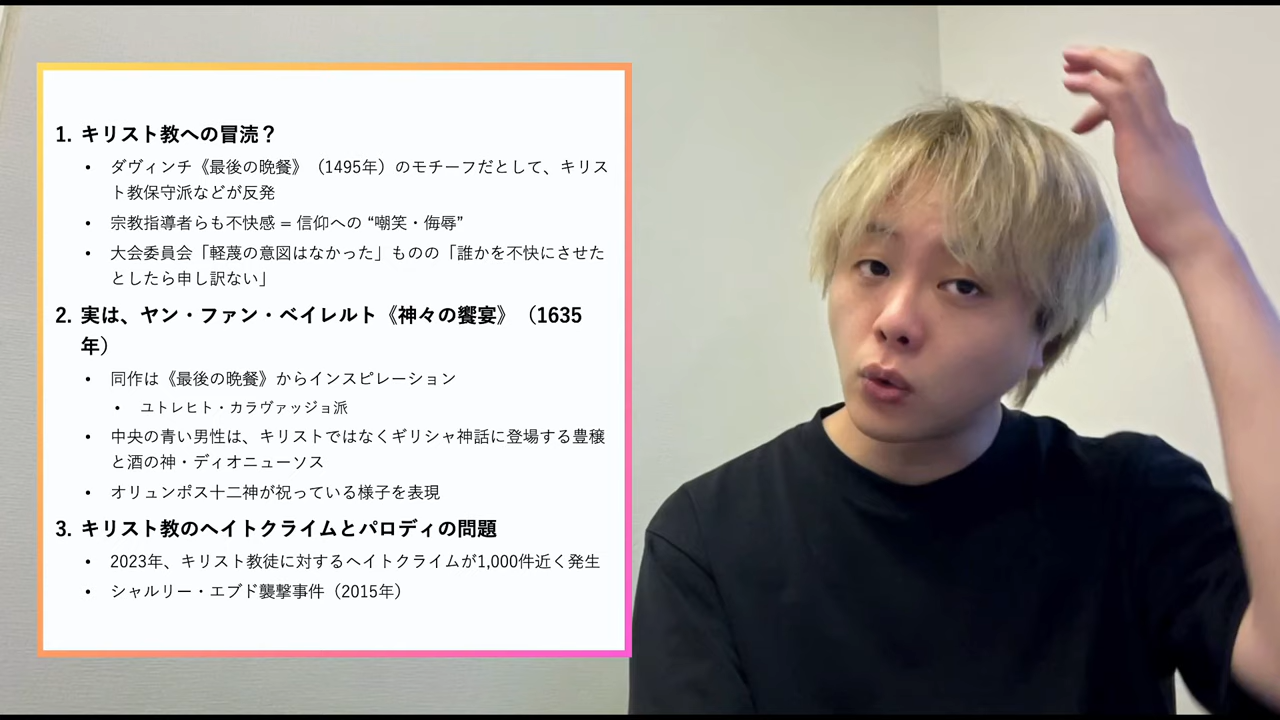 1. キリスト教への冒涜？
• ダヴィンチ《最後の晩餐》（1495年）のモチーフだとして、キリス
ト教保守派などが反発
• 宗教指導者らも不快感 = 信仰への “嘲笑・侮辱”
• 大会委員会「軽蔑の意図はなかった」ものの「誰かを不快にさせた
としたら申し訳ない」
2. 実は、ヤン・ファン・ベイレルト《神々の饗宴》（1635
年）
• 同作は《最後の晩餐》からインスピレーション
• ユトレヒト・カラヴァッジョ派
• 中央の青い男性は、キリストではなくギリシャ神話に登場する豊穣
と酒の神・ディオニューソス
• オリュンポス十二神が祝っている様子を表現
3. キリスト教のヘイトクライムとパロディの問題
• 2023年、キリスト教徒に対するヘイトクライムが1,000件近く発生
• シャルリー・エブド襲撃事件（2015年）